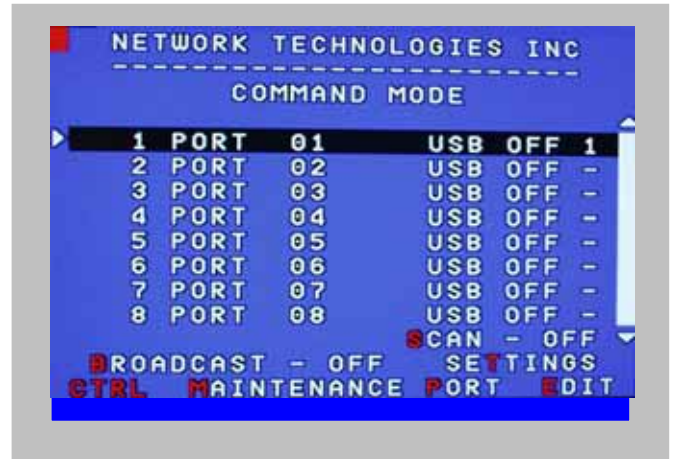 NETWORK TECHNOLOGIES INC
------------------------
COMMAND MODE
1 PORT 01 USB OFF 1
2 PORT 02 USB OFF -
3 PORT 03 USB OFF -
4 PORT 04 USB OFF -
5 PORT 05 USB OFF -
6 PORT 06 USB OFF -
7 PORT 07 USB OFF -
8 PORT 08 USB OFF -
SCAN - OFF
BROADCAST - OFF SETTINGS
CTRL MAINTENANCE PORT EDIT